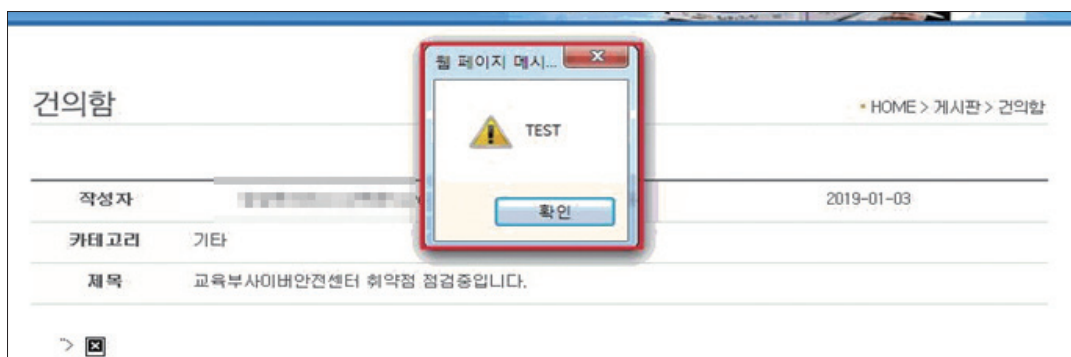 웹 페이지 메시...
건의함
• HOME > 게시판 > 건의함
TEST
확인
작성자
2019-01-03
카테고리 기타
제목 교육부사이버안전센터 취약점 점검중입니다.
">